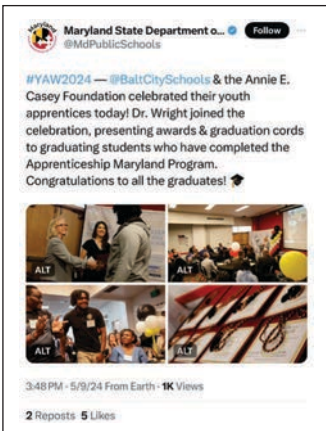 Maryland State Department o...
Follow
@MdPublicSchools
#YAW2024 — @BaltCitySchools & the Annie E.
Casey Foundation celebrated their youth
apprentices today! Dr. Wright joined the
celebration, presenting awards & graduation cords
to graduating students who have completed the
Apprenticeship Maryland Program.
Congratulations to all the graduates!
ALT
ALT
ALT
ALT
3:48 PM · 5/9/24 From Earth · 1K Views
2 Reposts 5 Likes